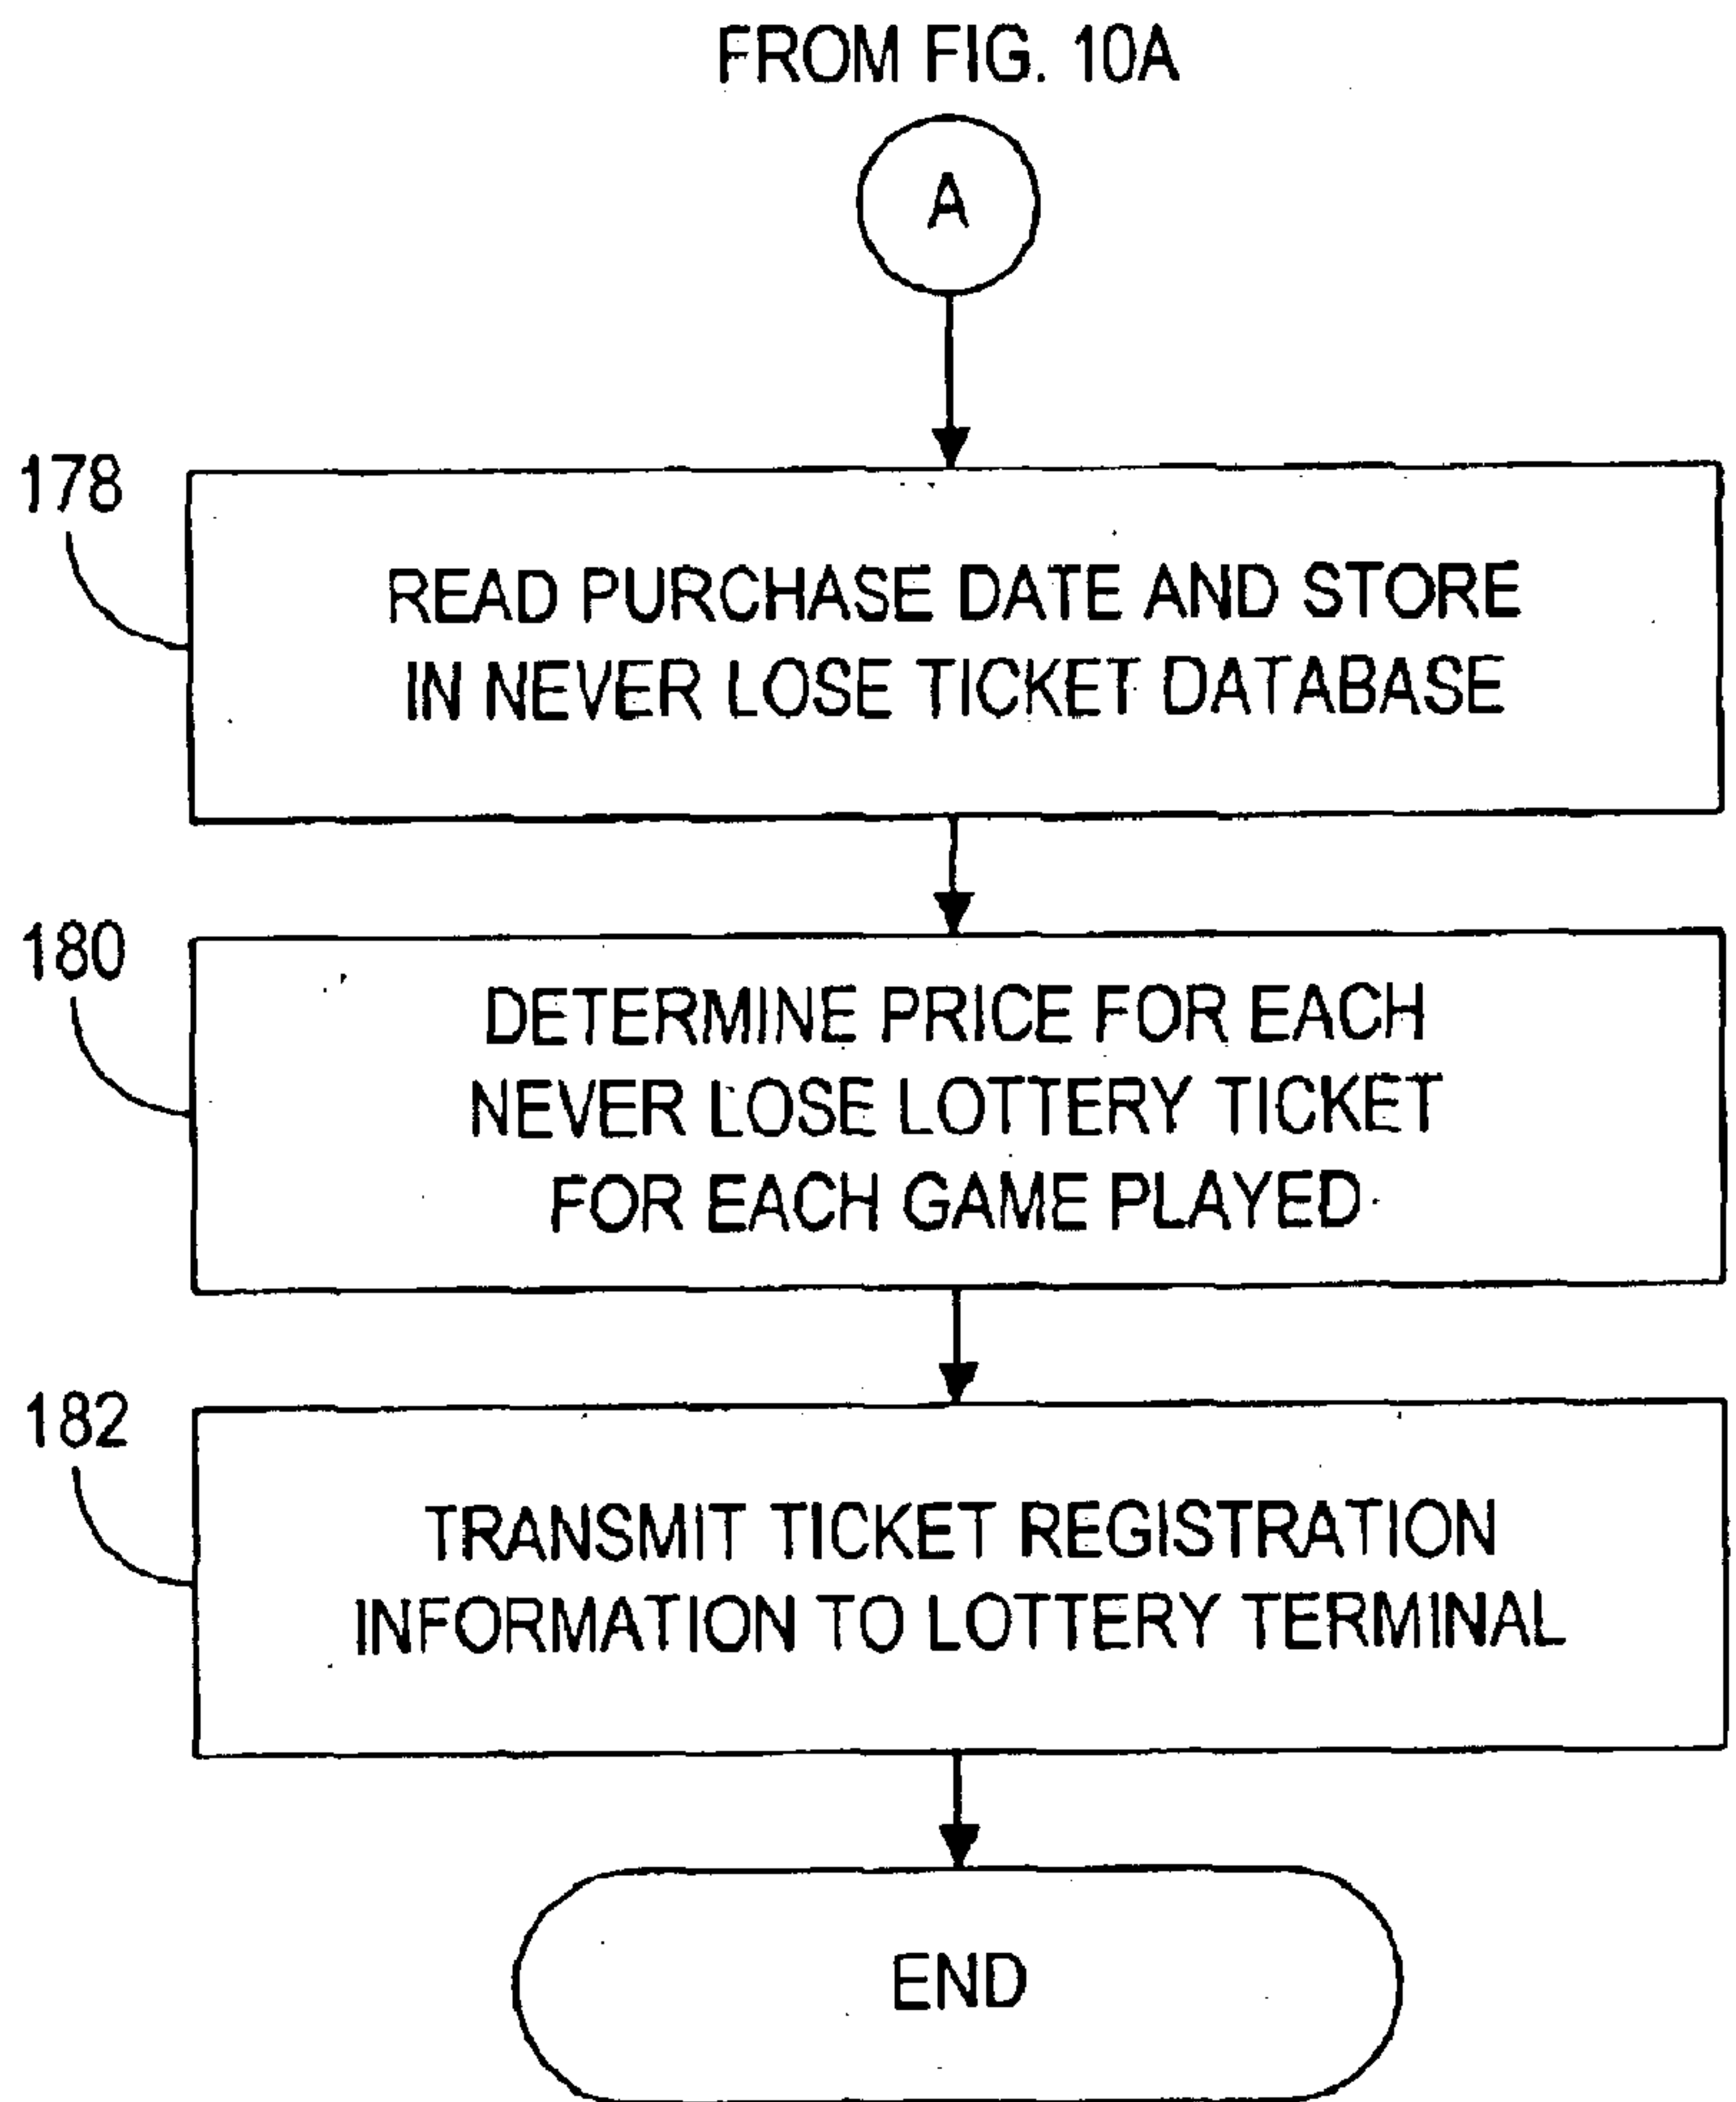 FROM FIG. 10A
A
178
READ PURCHASE DATE AND STORE
IN NEVER LOSE TICKET DATABASE
180
DETERMINE PRICE FOR EACH
NEVER LOSE LOTTERY TICKET
FOR EACH GAME PLAYED
182
TRANSMIT TICKET REGISTRATION
INFORMATION TO LOTTERY TERMINAL
END